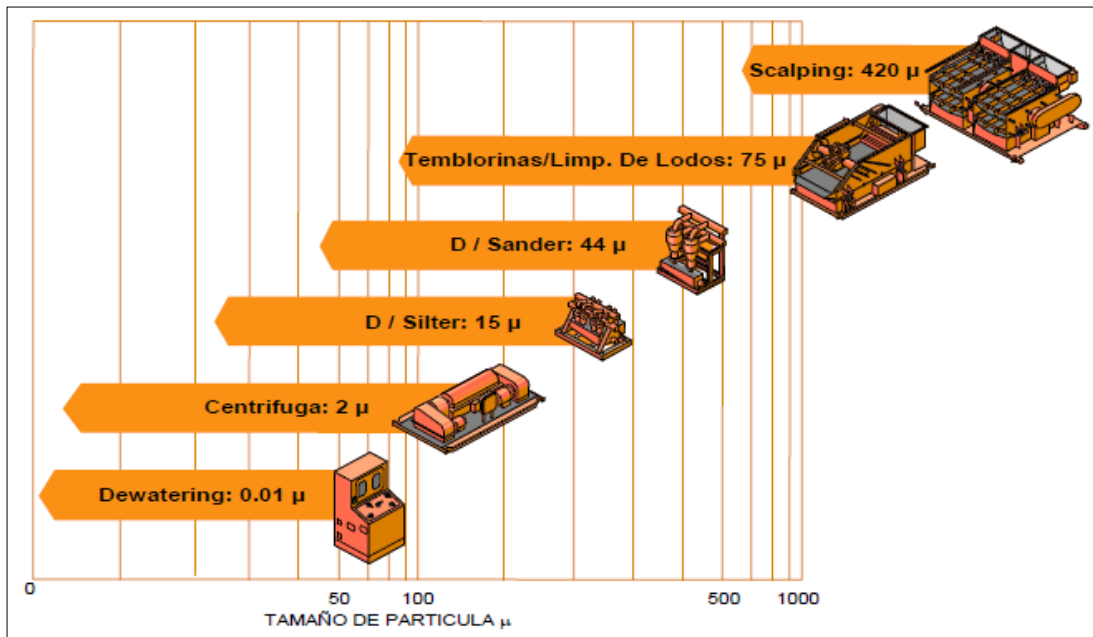 Scalping: 420 µ
Temblorinas/Limp. De Lodos: 75 µ
D / Sander: 44 µ
D / Silter: 15 µ
Centrifuga: 2 µ
Dewatering: 0.01 µ
0 50 100 500 1000
TAMAÑO DE PARTICULA µ